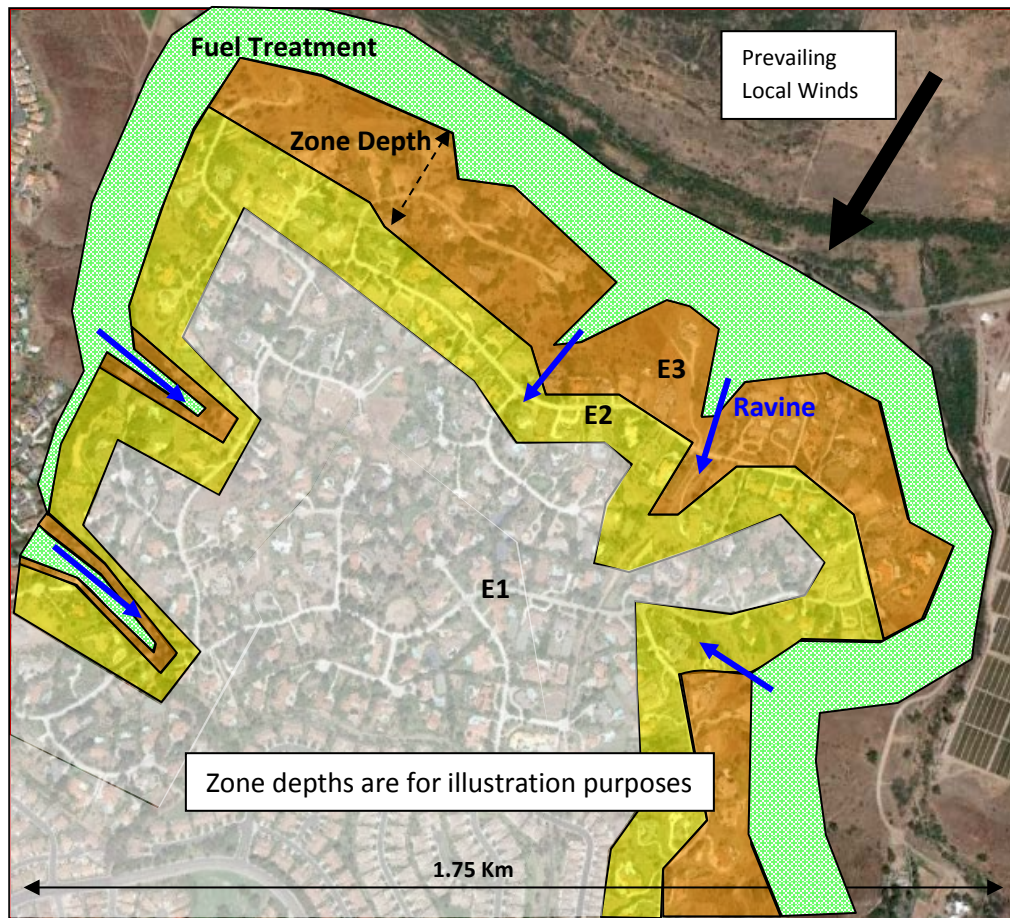 Fuel Treatment
Prevailing
Local Winds
Zone Depth
E3
Ravine
E2
E1
Zone depths are for illustration purposes
1.75 Km